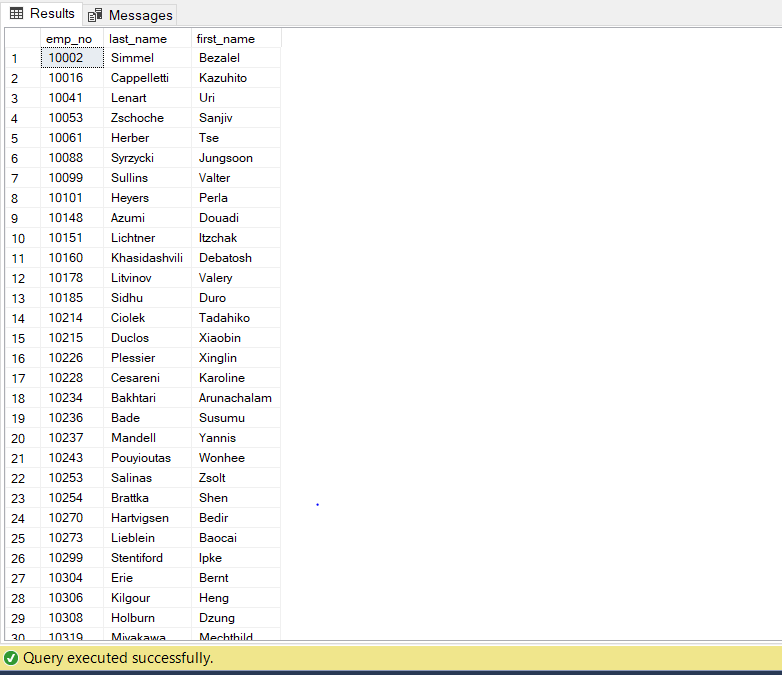 Results Messages
emp_no last_name first_name
1 10002 Simmel Bezalel
2 10016 Cappelletti Kazuhito
3 10041 Lenart Uri
4 10053 Zschoche Sanjiv
5 10061 Herber Tse
6 10088 Syrzycki Jungsoon
7 10099 Sullins Valter
8 10101 Heyers Perla
9 10148 Azumi Douadi
10 10151 Lichtner Itzchak
11 10160 Khasidashvili Debatosh
12 10178 Litvinov Valery
13 10185 Sidhu Duro
14 10214 Ciolek Tadahiko
15 10215 Duclos Xiaobin
16 10226 Plessier Xinglin
17 10228 Cesareni Karoline
18 10234 Bakhtari Arunachalam
19 10236 Bade Susumu
20 10237 Mandell Yannis
21 10243 Pouyioutas Wonhee
22 10253 Salinas Zsolt
23 10254 Brattka Shen
24 10270 Hartvigsen Bedir
25 10273 Lieblein Baocai
26 10299 Stentiford Ipke
27 10304 Erie Bernt
28 10306 Kilgour Heng
29 10308 Holburn Dzung
30 10319 Miyakawa Mechthild
Query executed successfully.